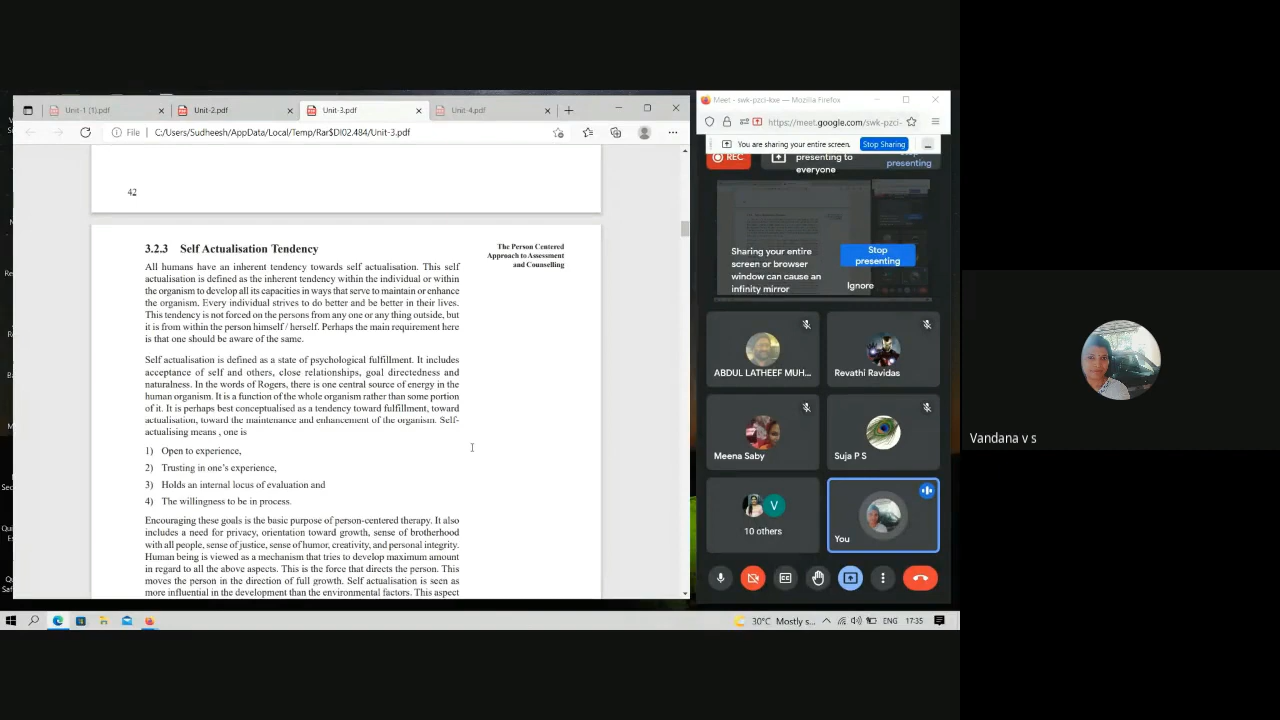 Unit-1 (1).pdf
Unit-2.pdf
Unit-3.pdf
Unit-4.pdf
File
C:/Users/Sudheesh/AppData/Local/Temp/Rar$DI02.484/Unit-3.pdf
42
3.2.3 Self Actualisation Tendency
The Person Centered
Approach to Assessment
and Counselling
All humans have an inherent tendency towards self actualisation. This self
actualisation is defined as the inherent tendency within the individual or within
the organism to develop all its capacities in ways that serve to maintain or enhance
the organism. Every individual strives to do better and be better in their lives.
This tendency is not forced on the persons from any one or any thing outside, but
it is from within the person himself / herself. Perhaps the main requirement here
is that one should be aware of the same.
Self actualisation is defined as a state of psychological fulfillment. It includes
acceptance of self and others, close relationships, goal directedness and
naturalness. In the words of Rogers, there is one central source of energy in the
human organism. It is a function of the whole organism rather than some portion
of it. It is perhaps best conceptualised as a tendency toward fulfillment, toward
actualisation, toward the maintenance and enhancement of the organism. Self-
actualising means , one is
1) Open to experience,
2) Trusting in one's experience,
3) Holds an internal locus of evaluation and
4) The willingness to be in process.
Encouraging these goals is the basic purpose of person-centered therapy. It also
includes a need for privacy, orientation toward growth, sense of brotherhood
with all people, sense of justice, sense of humor, creativity, and personal integrity.
Human being is viewed as a mechanism that tries to develop maximum amount
in regard to all the above aspects. This is the force that directs the person. This
moves the person in the direction of full growth. Self actualisation is seen as
more influential in the development than the environmental factors. This aspect
Meet - swk-pzci-kxe — Mozilla Firefox
https://meet.google.com/swk-pzci-
You are sharing your entire screen.
Stop Sharing
REC
presenting to
everyone
presenting
Sharing your entire
screen or browser
window can cause an
infinity mirror
Stop
presenting
Ignore
ABDUL LATHEEF MUH...
Revathi Ravidas
Meena Saby
Suja P S
V
10 others
You
Vandana v s
30°C Mostly s...
ENG
17:35